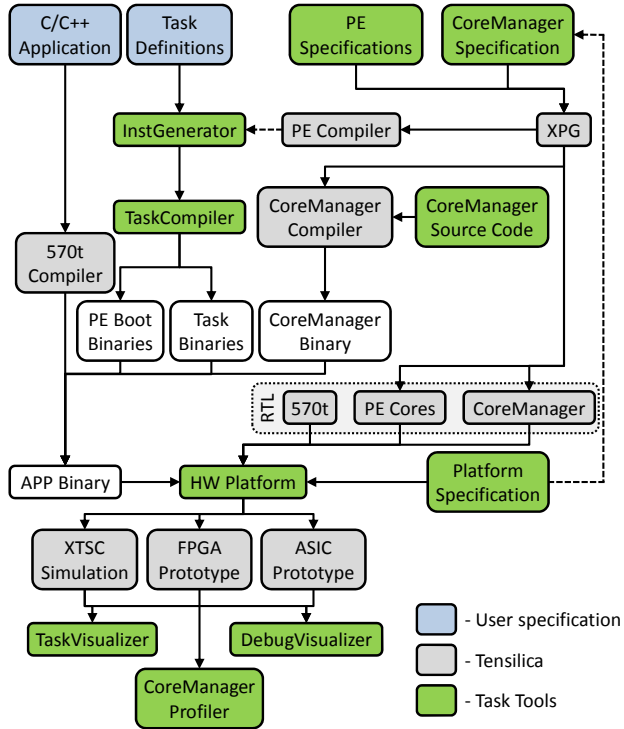 C/C++
Application
Task
Definitions
PE
Specifications
CoreManager
Specification
InstGenerator
PE Compiler
XPG
TaskCompiler
CoreManager
Compiler
CoreManager
Source Code
570t
Compiler
PE Boot
Binaries
Task
Binaries
CoreManager
Binary
RTL
570t
PE Cores
CoreManager
APP Binary
HW Platform
Platform
Specification
XTSC
Simulation
FPGA
Prototype
ASIC
Prototype
TaskVisualizer
DebugVisualizer
CoreManager
Profiler
- User specification
- Tensilica
- Task Tools